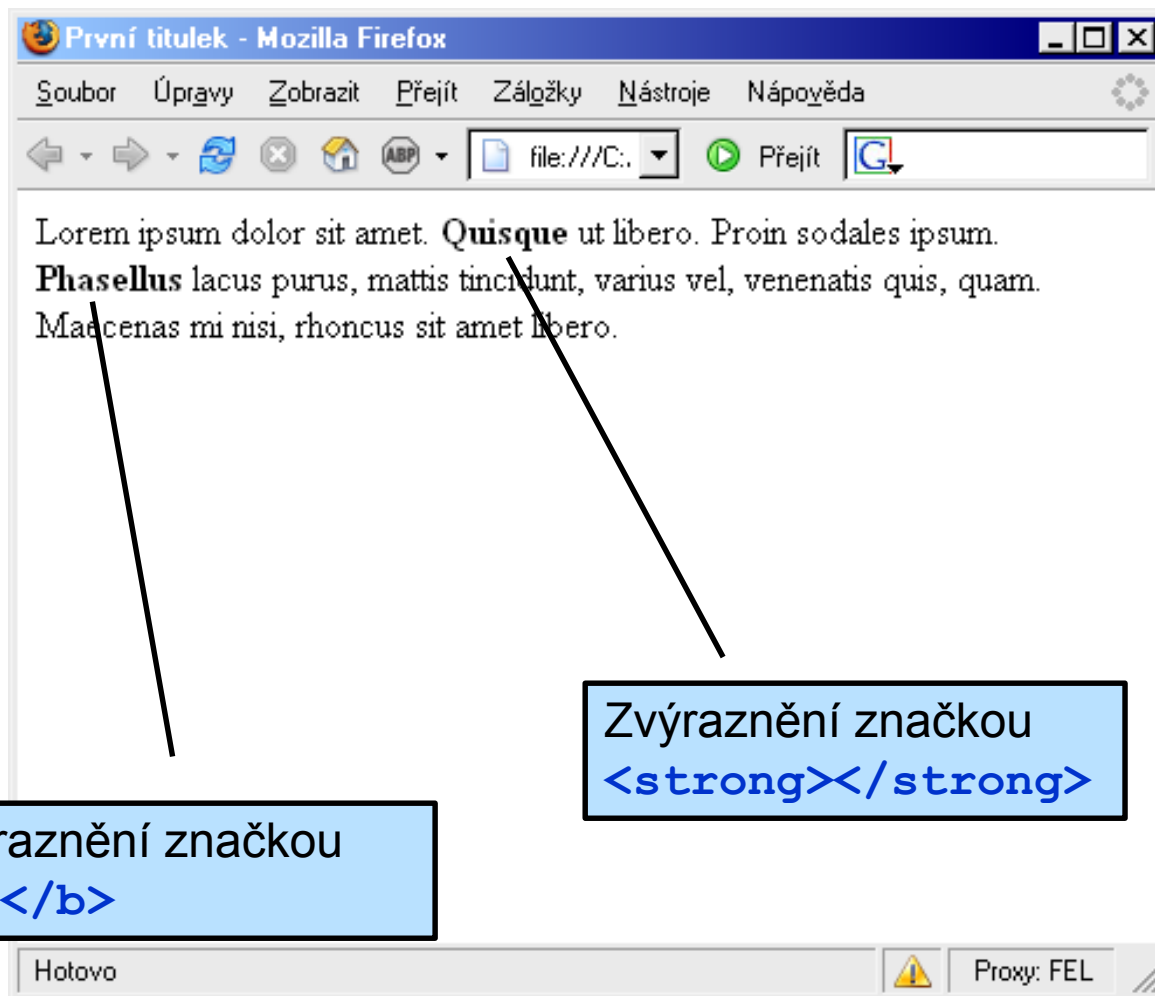 První titulek - Mozilla Firefox
Soubor Úpravy Zobrazit Přejít Záložky Nástroje Nápověda
ABP file:///C:. Přejít G
Lorem ipsum dolor sit amet. Quisque ut libero. Proin sodales ipsum.
Phasellus lacus purus, mattis tincidunt, varius vel, venenatis quis, quam.
Maecenas mi nisi, rhoncus sit amet libero.
Zvýraznění značkou
<strong></strong>
raznění značkou
</b>
Hotovo Proxy: FEL